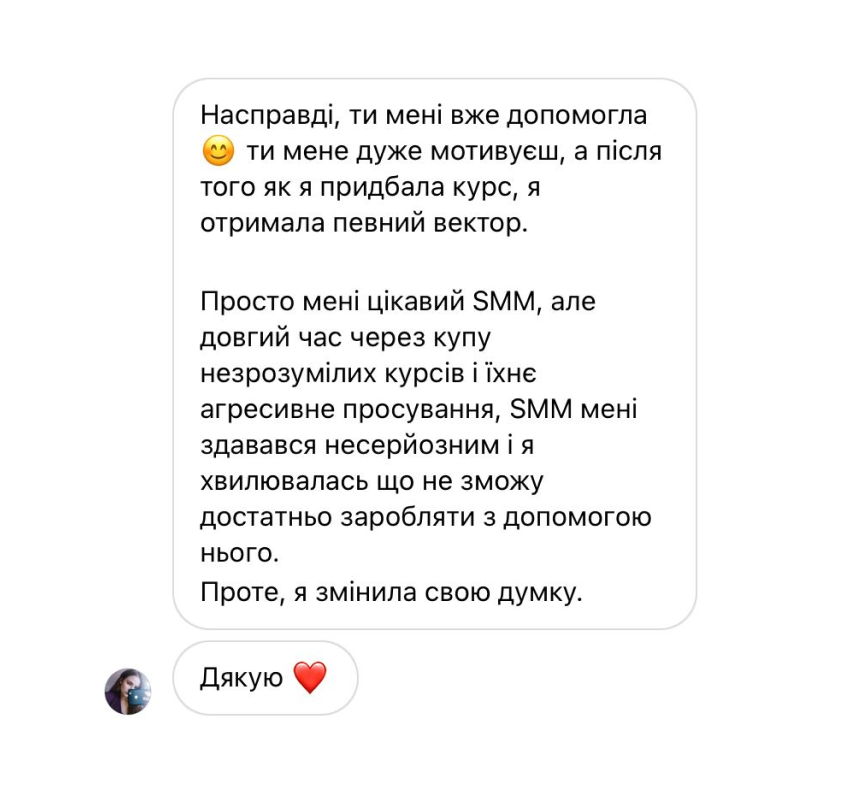 Насправді, ти мені вже допомогла
😊 ти мене дуже мотивуєш, а після
того як я придбала курс, я
отримала певний вектор.
Просто мені цікавий SMM, але
довгий час через купу
незрозумілих курсів і їхнє
агресивне просування, SMM мені
здавався несерйозним і я
хвилювалась що не зможу
достатньо заробляти з допомогою
нього.
Проте, я змінила свою думку.
Дякую ❤️